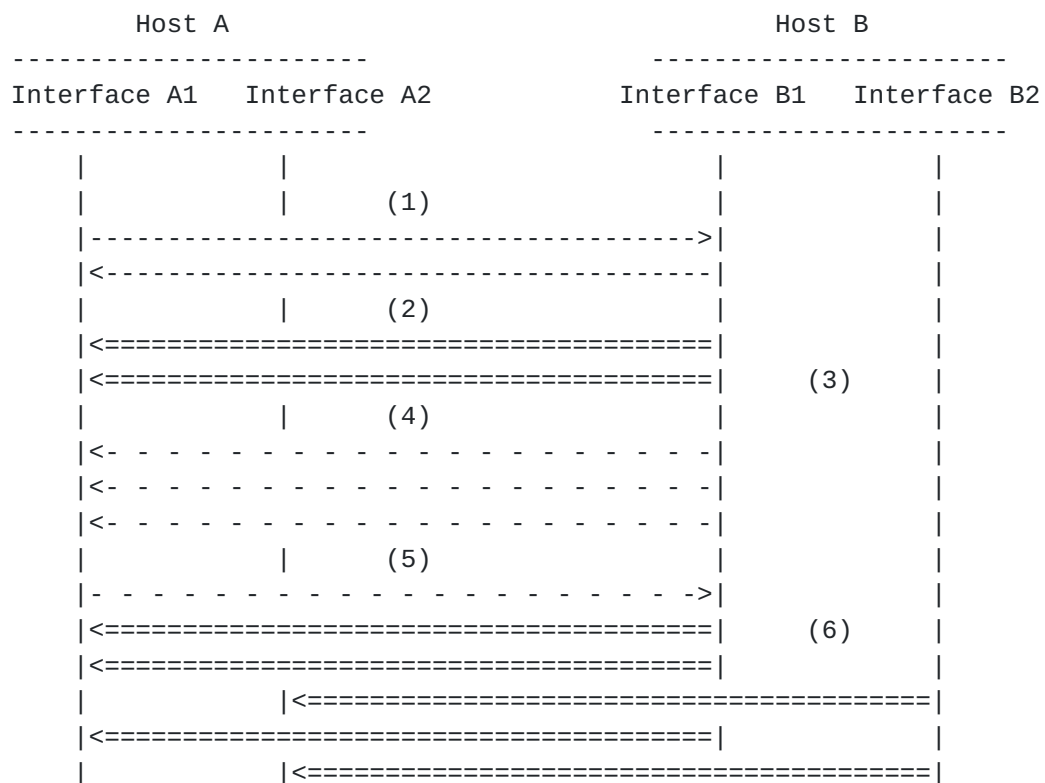 Host A                                   Host B
-----------------------                  -----------------------
Interface A1   Interface A2            Interface B1   Interface B2
-----------------------                  -----------------------
    |            |                           |             |
    |            |      (1)                  |             |
    |--------------------------------------->|             |
    |<---------------------------------------|             |
    |            |      (2)                  |             |
    |<=======================================|             |
    |<=======================================|     (3)     |
    |            |      (4)                  |             |
    |<- - - - - - - - - - - - - - - - - - - -|             |
    |<- - - - - - - - - - - - - - - - - - - -|             |
    |<- - - - - - - - - - - - - - - - - - - -|             |
    |            |      (5)                  |             |
    |- - - - - - - - - - - - - - - - - - - ->|             |
    |<=======================================|     (6)     |
    |<=======================================|             |
    |            |<========================================|
    |<=======================================|             |
    |            |<========================================|